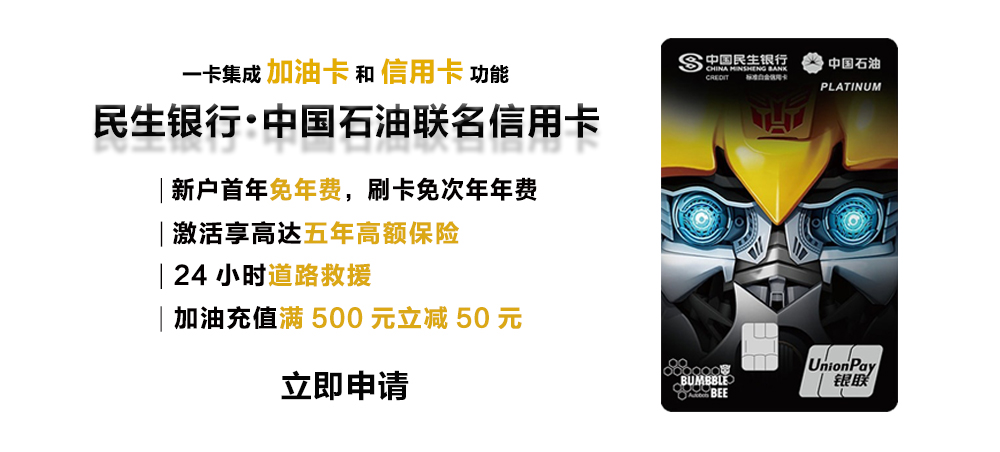 一卡集成 加油卡 和 信用卡 功能
民生银行·中国石油联名信用卡
新户首年免年费，刷卡免次年年费
激活享高达五年高额保险
24 小时道路救援
加油充值满 500 元立减 50 元
立即申请
中国民生银行
CHINA MINSHENG BANK
CREDIT 标准白金信用卡
中国石油
PLATINUM
BUMBBLE
BEE
Autobots
UnionPay
银联